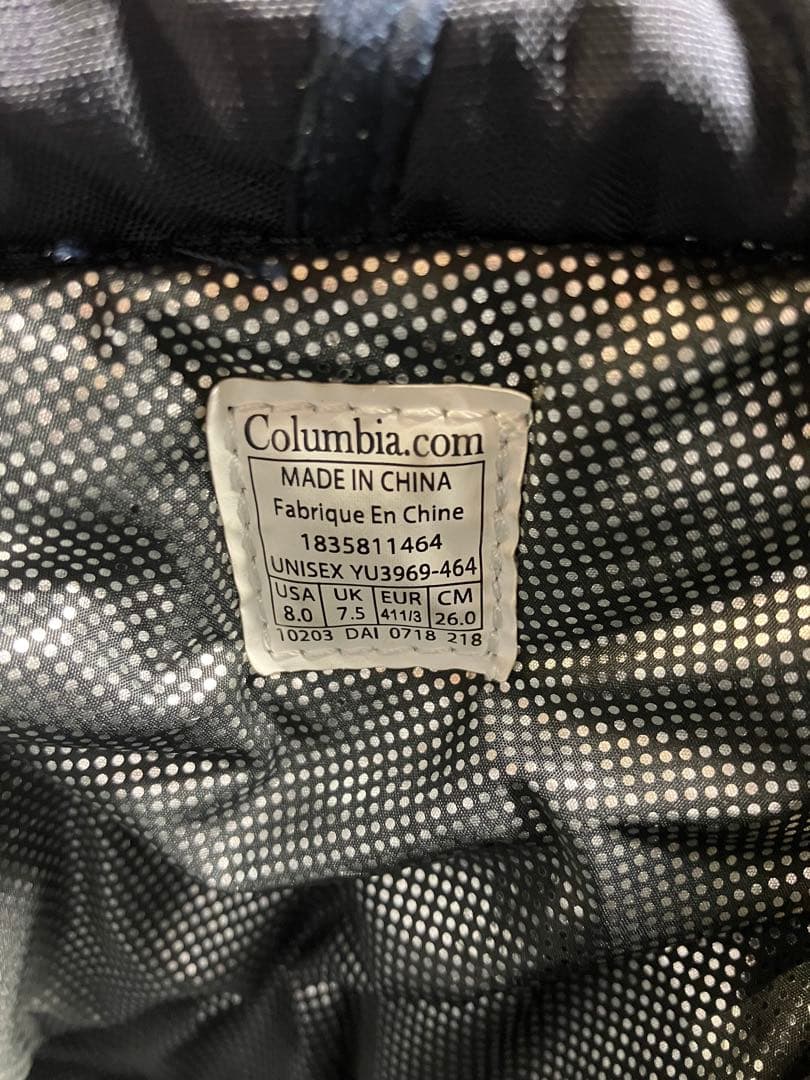 Columbia.com
MADE IN CHINA
Fabrique En Chine
1835811464
UNISEX YU3969-464
USA UK EUR CM
8.0 7.5 41 1/3 26.0
10203 DAI 0718 218